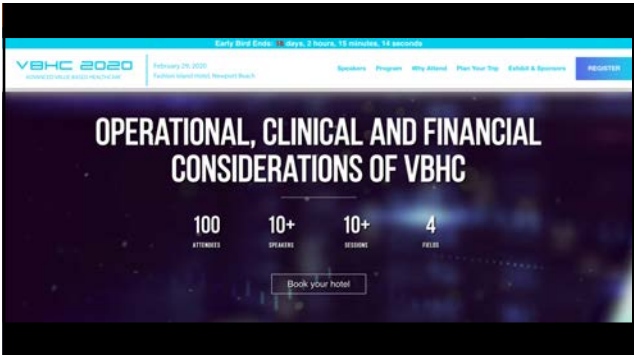 Early Bird Ends: days, 2 hours, 15 minutes, 14 seconds
VBHC 2020
ADVANCED VALUE-BASED HEALTHCARE
February 29, 2020
Fashion Island Hotel, Newport Beach
Speakers Program Why Attend Plan Your Trip Exhibit & Sponsors REGISTER
OPERATIONAL, CLINICAL AND FINANCIAL
CONSIDERATIONS OF VBHC
100 10+ 10+ 4
ATTENDEES SPEAKERS SESSIONS FIELDS
Book your hotel